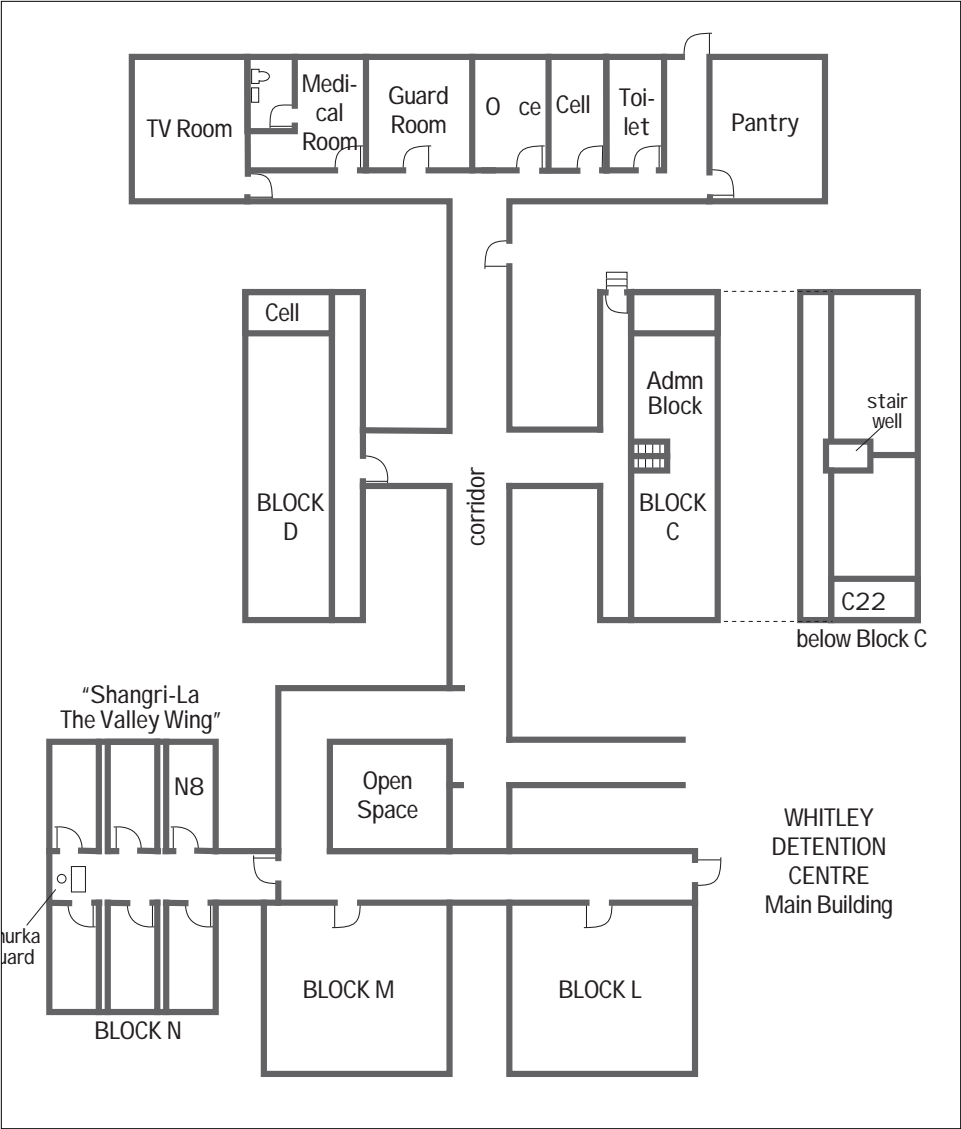 TV Room
Medi-
cal
Room
Guard
Room
O ce
Cell
Toi-
let
Pantry
Cell
Admn
Block
stair
well
corridor
BLOCK
D
BLOCK
C
C22
below Block C
“Shangri-La
The Valley Wing”
N8
Open
Space
WHITLEY
DETENTION
CENTRE
Main Building
hurka
uard
BLOCK M
BLOCK L
BLOCK N